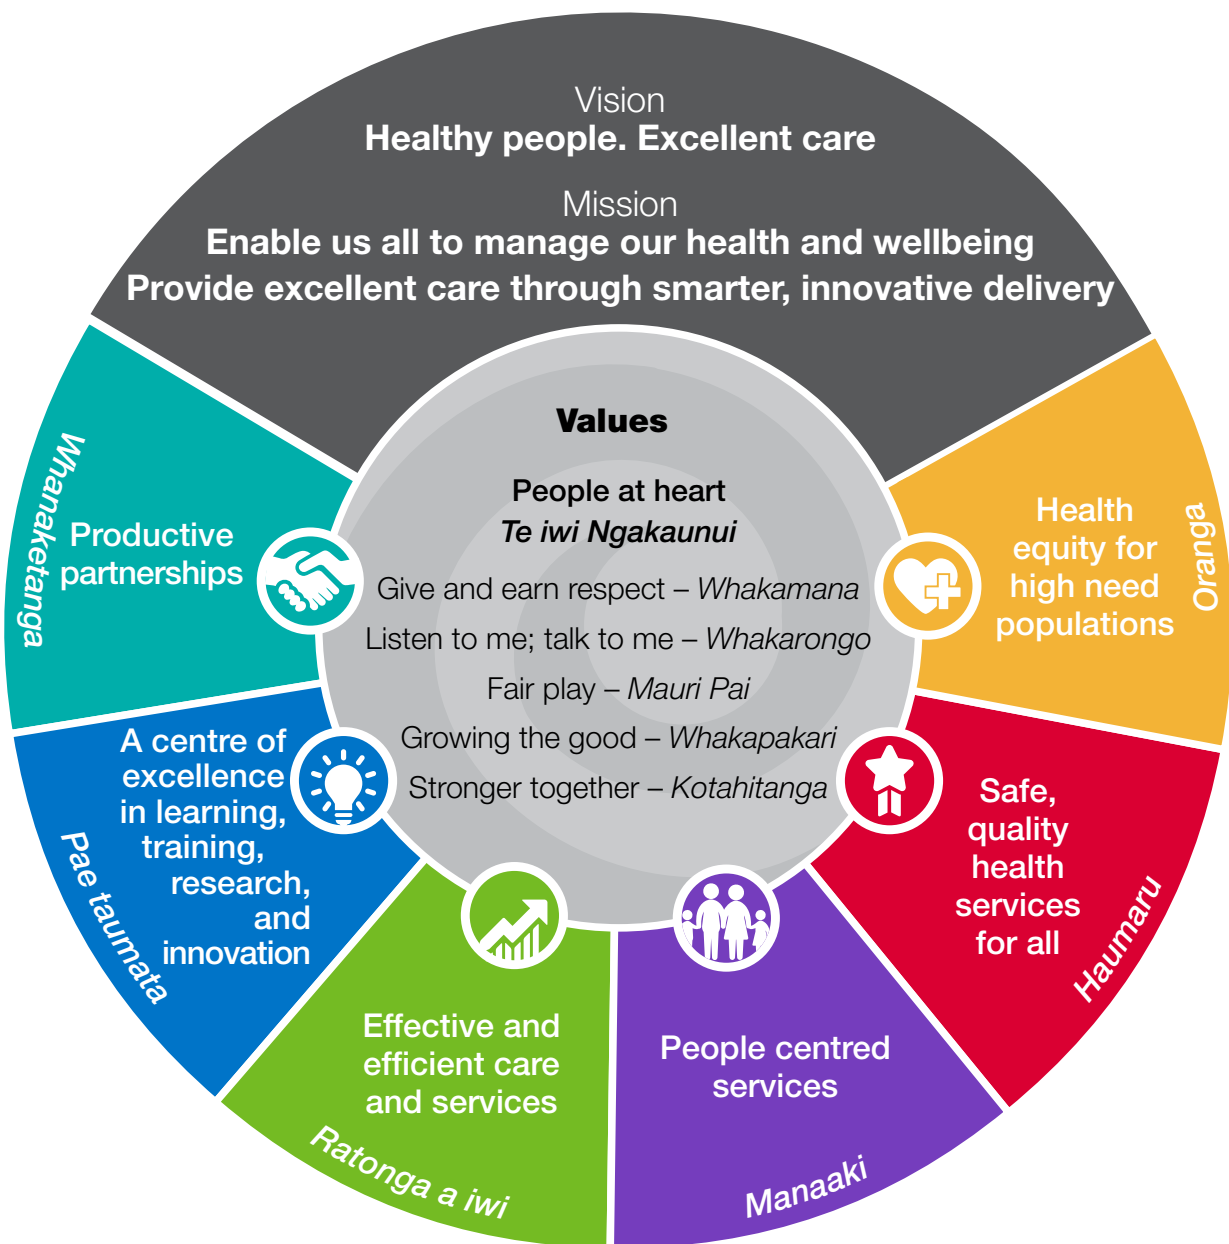 Vision
Healthy people. Excellent care
Mission
Enable us all to manage our health and wellbeing
Provide excellent care through smarter, innovative delivery
Values
People at heart
Te iwi Ngakaunui
Give and earn respect – Whakamana
Listen to me; talk to me – Whakarongo
Fair play – Mauri Pai
Growing the good – Whakapakari
Stronger together – Kotahitanga
Health
equity for
high need
populations
Oranga
Safe,
quality
health
services
for all
Haumaru
People centred
services
Manaaki
Effective and
efficient care
and services
Ratonga a iwi
A centre of
excellence
in learning,
training,
research,
and
innovation
Pae taumata
Productive
partnerships
Whanaketanga